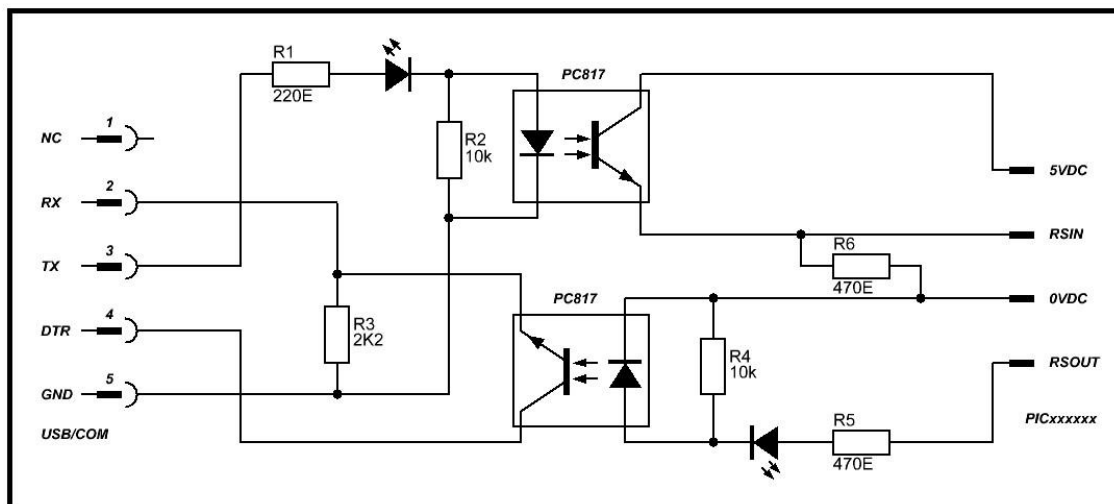 R1
220E
PC817
R2
10k
NC 1
RX 2
TX 3
DTR 4
GND 5
USB/COM
R3
2K2
PC817
R4
10k
R5
470E
R6
470E
5VDC
RSIN
0VDC
RSOUT
PICxxxxxx